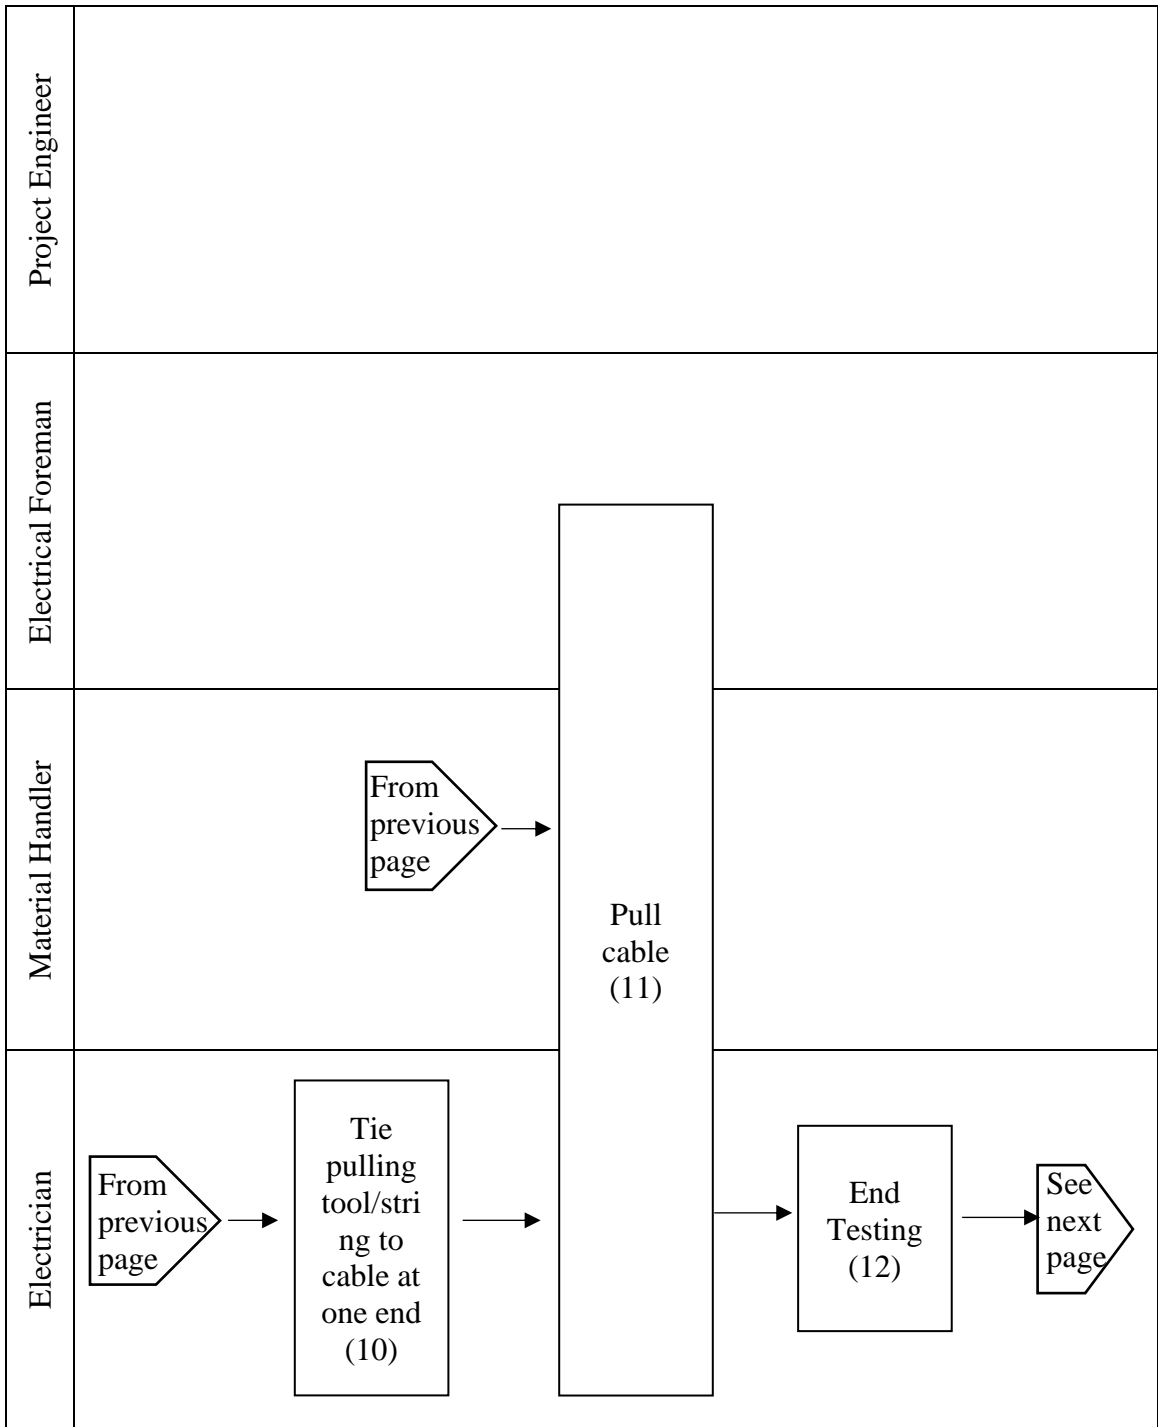 Project Engineer
Electrical Foreman
Material Handler
From
previous
page
Pull
cable
(11)
Electrician
From
previous
page
Tie
pulling
tool/stri
ng to
cable at
one end
(10)
End
Testing
(12)
See
next
page